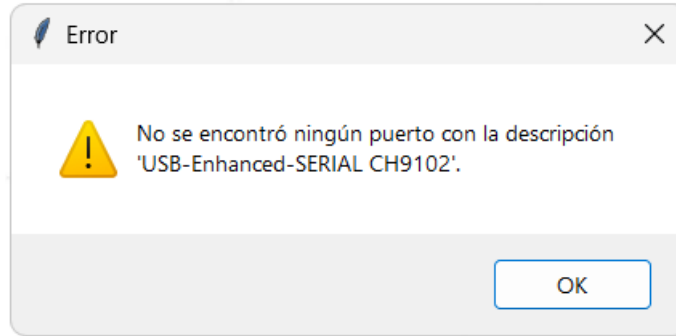 Error
No se encontró ningún puerto con la descripción
'USB-Enhanced-SERIAL CH9102'.
OK